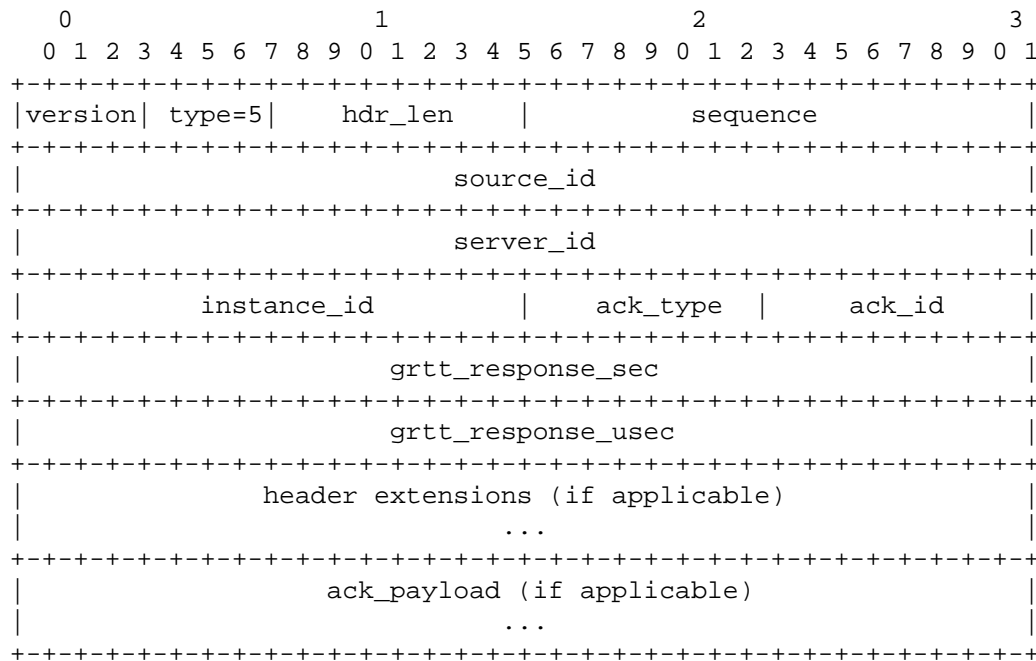 0                   1                   2                   3
0 1 2 3 4 5 6 7 8 9 0 1 2 3 4 5 6 7 8 9 0 1 2 3 4 5 6 7 8 9 0 1
+-+-+-+-+-+-+-+-+-+-+-+-+-+-+-+-+-+-+-+-+-+-+-+-+-+-+-+-+-+-+-+-+
|version| type=5|    hdr_len    |          sequence             |
+-+-+-+-+-+-+-+-+-+-+-+-+-+-+-+-+-+-+-+-+-+-+-+-+-+-+-+-+-+-+-+-+
|                           source_id                           |
+-+-+-+-+-+-+-+-+-+-+-+-+-+-+-+-+-+-+-+-+-+-+-+-+-+-+-+-+-+-+-+-+
|                           server_id                           |
+-+-+-+-+-+-+-+-+-+-+-+-+-+-+-+-+-+-+-+-+-+-+-+-+-+-+-+-+-+-+-+-+
|           instance_id         |    ack_type   |     ack_id    |
+-+-+-+-+-+-+-+-+-+-+-+-+-+-+-+-+-+-+-+-+-+-+-+-+-+-+-+-+-+-+-+-+
|                       grtt_response_sec                       |
+-+-+-+-+-+-+-+-+-+-+-+-+-+-+-+-+-+-+-+-+-+-+-+-+-+-+-+-+-+-+-+-+
|                       grtt_response_usec                      |
+-+-+-+-+-+-+-+-+-+-+-+-+-+-+-+-+-+-+-+-+-+-+-+-+-+-+-+-+-+-+-+-+
|               header extensions (if applicable)               |
|                              ...                              |
+-+-+-+-+-+-+-+-+-+-+-+-+-+-+-+-+-+-+-+-+-+-+-+-+-+-+-+-+-+-+-+-+
|                   ack_payload (if applicable)                 |
|                              ...                              |
+-+-+-+-+-+-+-+-+-+-+-+-+-+-+-+-+-+-+-+-+-+-+-+-+-+-+-+-+-+-+-+-+